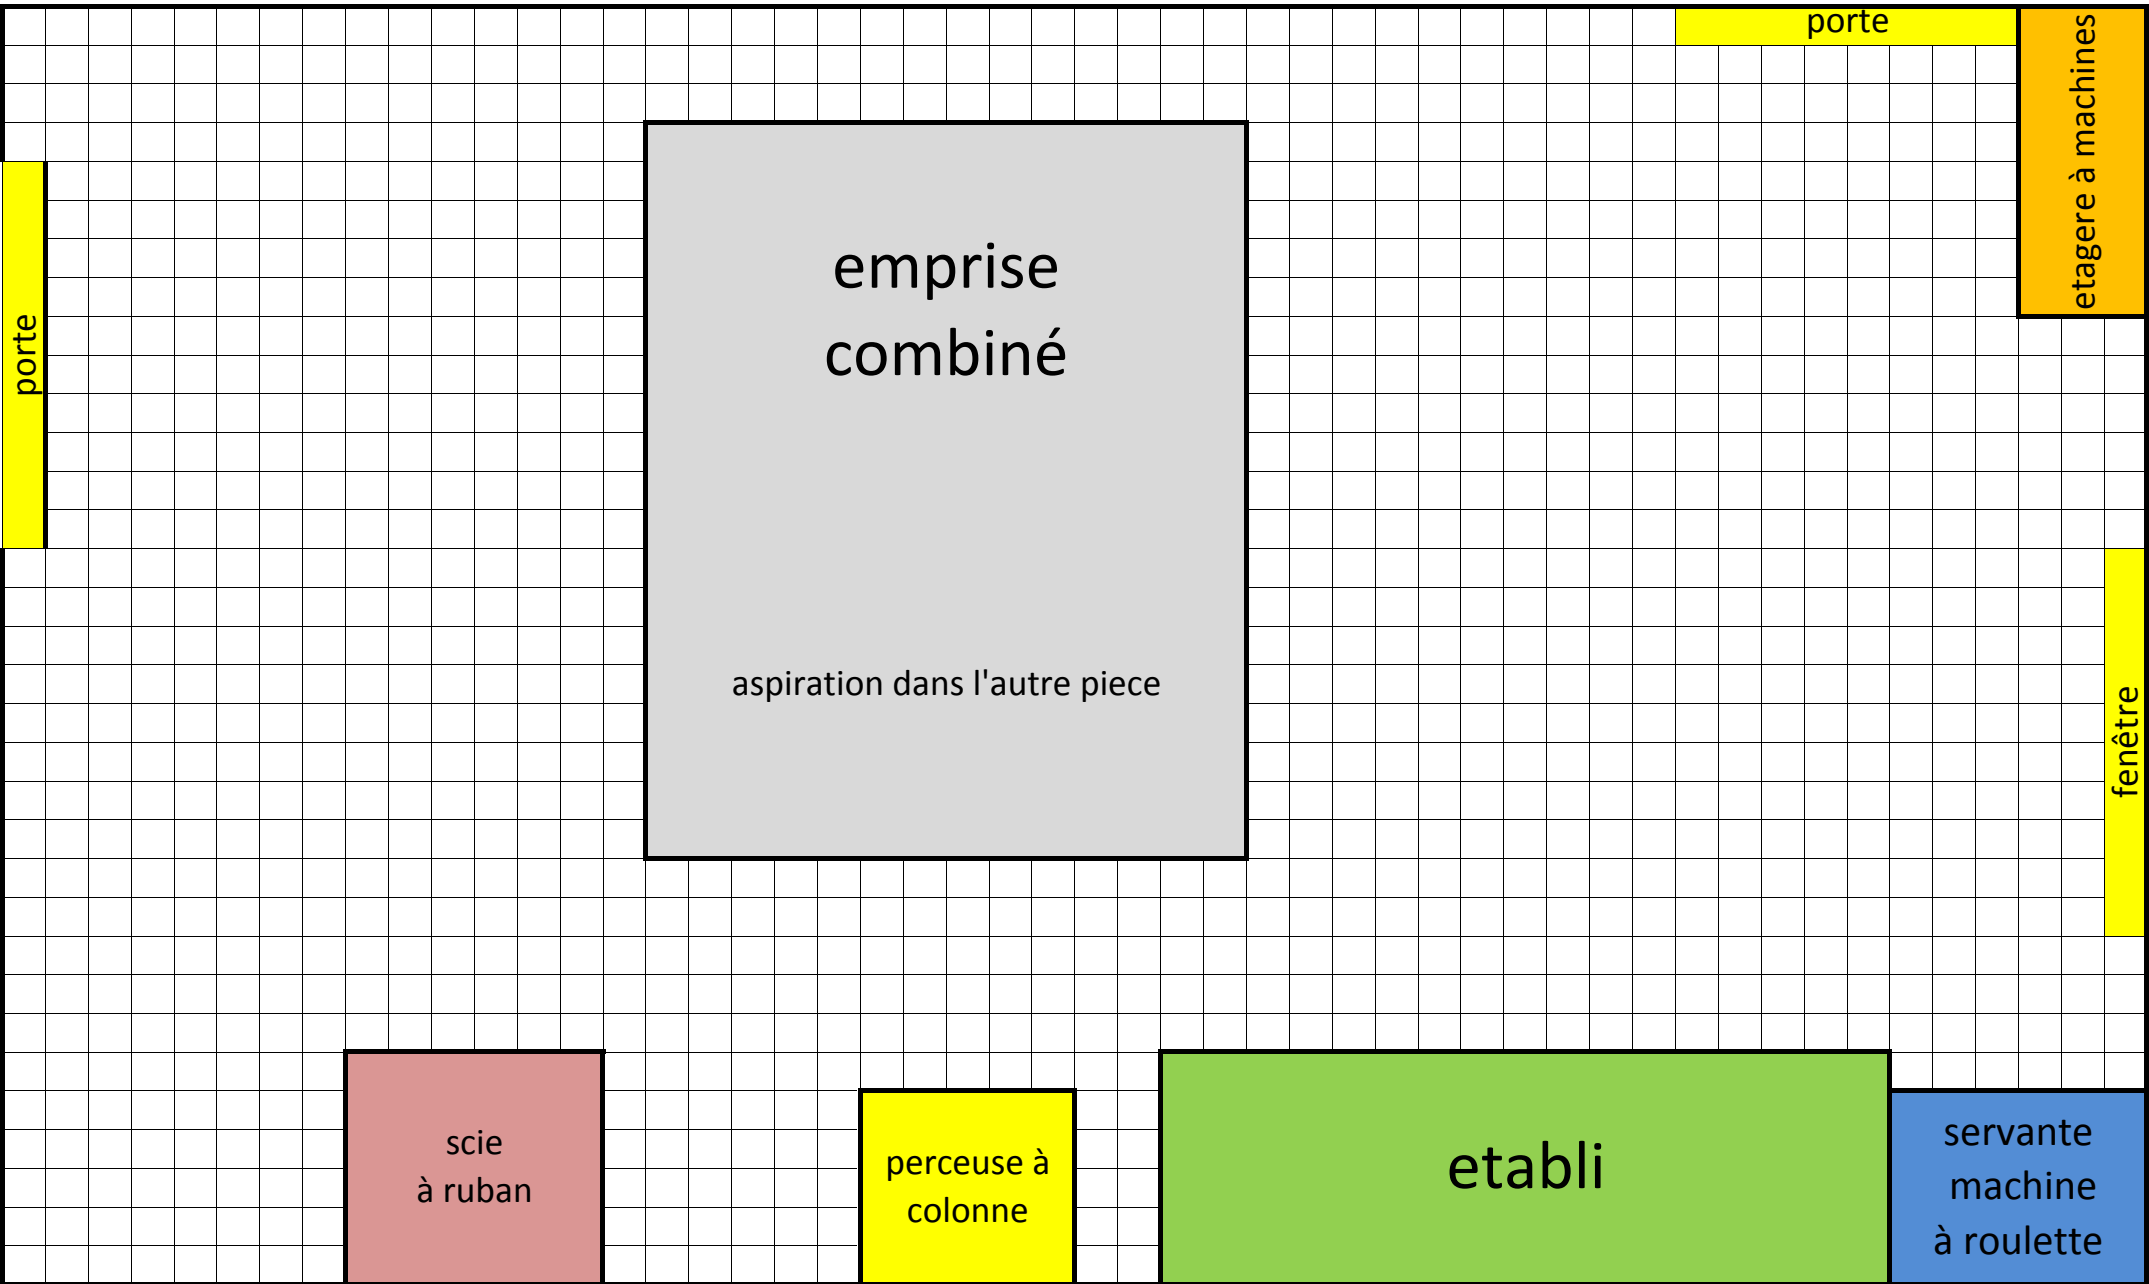 porte
etagere à machines
emprise
combiné
porte
aspiration dans l'autre piece
fenêtre
scie
à ruban
perceuse à
colonne
etabli
servante
machine
à roulette